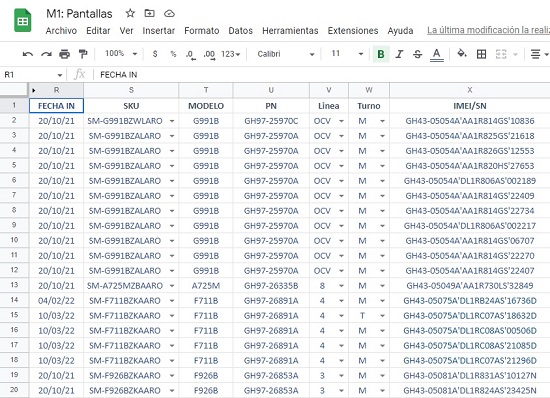 M1: Pantallas
Archivo Editar Ver Insertar Formato Datos Herramientas Extensiones Ayuda La última modificación la reali
100% $ % .0 .00 123 Calibri 11 B I S A
R1 fx FECHA IN
R S T U V W X
1 FECHA IN SKU MODELO PN Linea Turno IMEI/SN
2 20/10/21 SM-G991BZWLARO G991B GH97-25970C OCV M GH43-05054A'AA1R814GS'10836
3 20/10/21 SM-G991BZALARO G991B GH97-25970A OCV M GH43-05054A'AA1R825GS'21618
4 20/10/21 SM-G991BZALARO G991B GH97-25970A OCV M GH43-05054A'AA1R826GS'12553
5 20/10/21 SM-G991BZALARO G991B GH97-25970A OCV M GH43-05054A'AA1R820HS'27653
6 20/10/21 SM-G991BZALARO G991B GH97-25970A OCV M GH43-05054A'DL1R806AS'002189
7 20/10/21 SM-G991BZALARO G991B GH97-25970A OCV M GH43-05054A'AA1R814GS'22409
8 20/10/21 SM-G991BZALARO G991B GH97-25970A OCV M GH43-05054A'AA1R814GS'22734
9 20/10/21 SM-G991BZALARO G991B GH97-25970A OCV M GH43-05054A'DL1R806AS'002217
10 20/10/21 SM-G991BZALARO G991B GH97-25970A OCV M GH43-05054A'AA1R814GS'06707
11 20/10/21 SM-G991BZALARO G991B GH97-25970A OCV M GH43-05054A'AA1R814GS'22270
12 20/10/21 SM-G991BZALARO G991B GH97-25970A OCV M GH43-05054A'AA1R814GS'22407
13 20/10/21 SM-A725MZBAARO A725M GH97-26335B 8 M GH43-05049A'AA1R730LS'32849
14 04/02/22 SM-F711BZKAARO F711B GH97-26891A 4 M GH43-05075A'DL1RB24AS'16736D
15 10/03/22 SM-F711BZKAARO F711B GH97-26891A 4 T GH43-05075A'DL1RC07AS'18632D
16 10/03/22 SM-F711BZKAARO F711B GH97-26891A 4 M GH43-05075A'DL1RC08AS'00506D
17 10/03/22 SM-F711BZKAARO F711B GH97-26891A 4 M GH43-05075A'DL1RC08AS'21085D
18 10/03/22 SM-F711BZKAARO F711B GH97-26891A 4 M GH43-05075A'DL1RC07AS'21296D
19 20/10/21 SM-F926BZKARO F926B GH97-26853A 3 M GH43-05081A'DL1R831AS'10127N
20 20/10/21 SM-F926BZKARO F926B GH97-26853A 3 M GH43-05081A'DL1R824AS'23425N